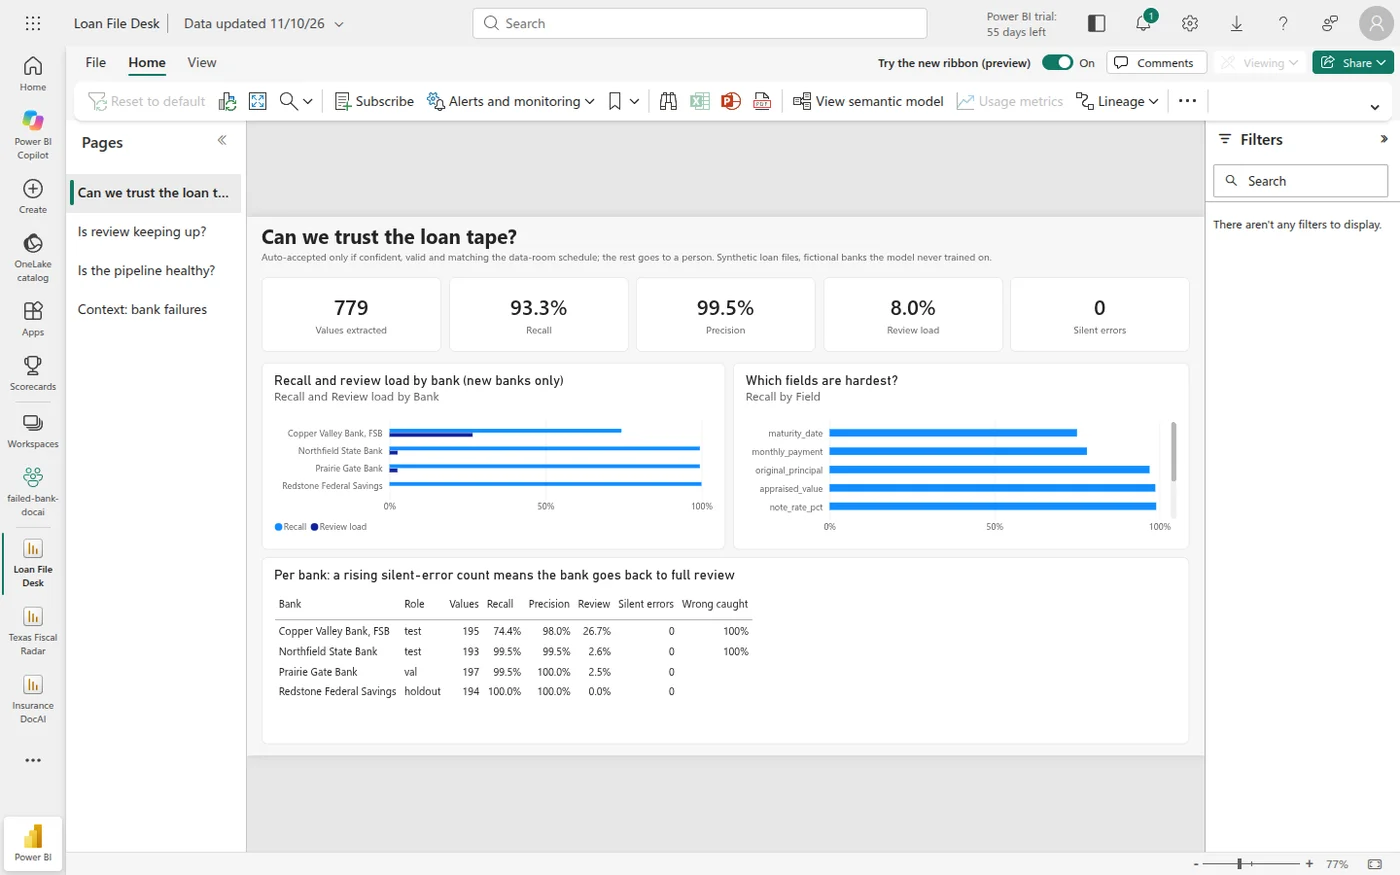 Loan File Desk
Data updated 11/10/26
Search
Power BI trial:
55 days left
1
Home
Power BI
Copilot
Create
OneLake
catalog
Apps
Scorecards
Workspaces
failed-bank-
docai
Loan File
Desk
Texas Fiscal
Radar
Insurance
DocAI
Power BI
File
Home
View
Try the new ribbon (preview)
On
Comments
Viewing
Share
Reset to default
Subscribe
Alerts and monitoring
PDF
View semantic model
Usage metrics
Lineage
Pages
Can we trust the loan t...
Is review keeping up?
Is the pipeline healthy?
Context: bank failures
Can we trust the loan tape?
Auto-accepted only if confident, valid and matching the data-room schedule; the rest goes to a person. Synthetic loan files, fictional banks the model never trained on.
779
Values extracted
93.3%
Recall
99.5%
Precision
8.0%
Review load
0
Silent errors
Recall and review load by bank (new banks only)
Recall and Review load by Bank
Copper Valley Bank, FSB
Northfield State Bank
Prairie Gate Bank
Redstone Federal Savings
0% 50% 100%
Recall Review load
Which fields are hardest?
Recall by Field
maturity_date
monthly_payment
original_principal
appraised_value
note_rate_pct
0% 50% 100%
Per bank: a rising silent-error count means the bank goes back to full review
Bank Role Values Recall Precision Review Silent errors Wrong caught
Copper Valley Bank, FSB test 195 74.4% 98.0% 26.7% 0 100%
Northfield State Bank test 193 99.5% 99.5% 2.6% 0 100%
Prairie Gate Bank val 197 99.5% 100.0% 2.5% 0
Redstone Federal Savings holdout 194 100.0% 100.0% 0.0% 0
Filters
Search
There aren't any filters to display.
- + 77%